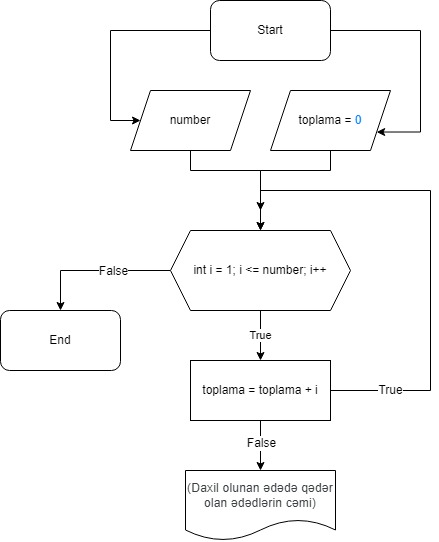 Start
number
toplama = 0
int i = 1; i <= number; i++
False
End
True
toplama = toplama + i
True
False
(Daxil olunan ədədə qədər
olan ədədlərin cəmi)